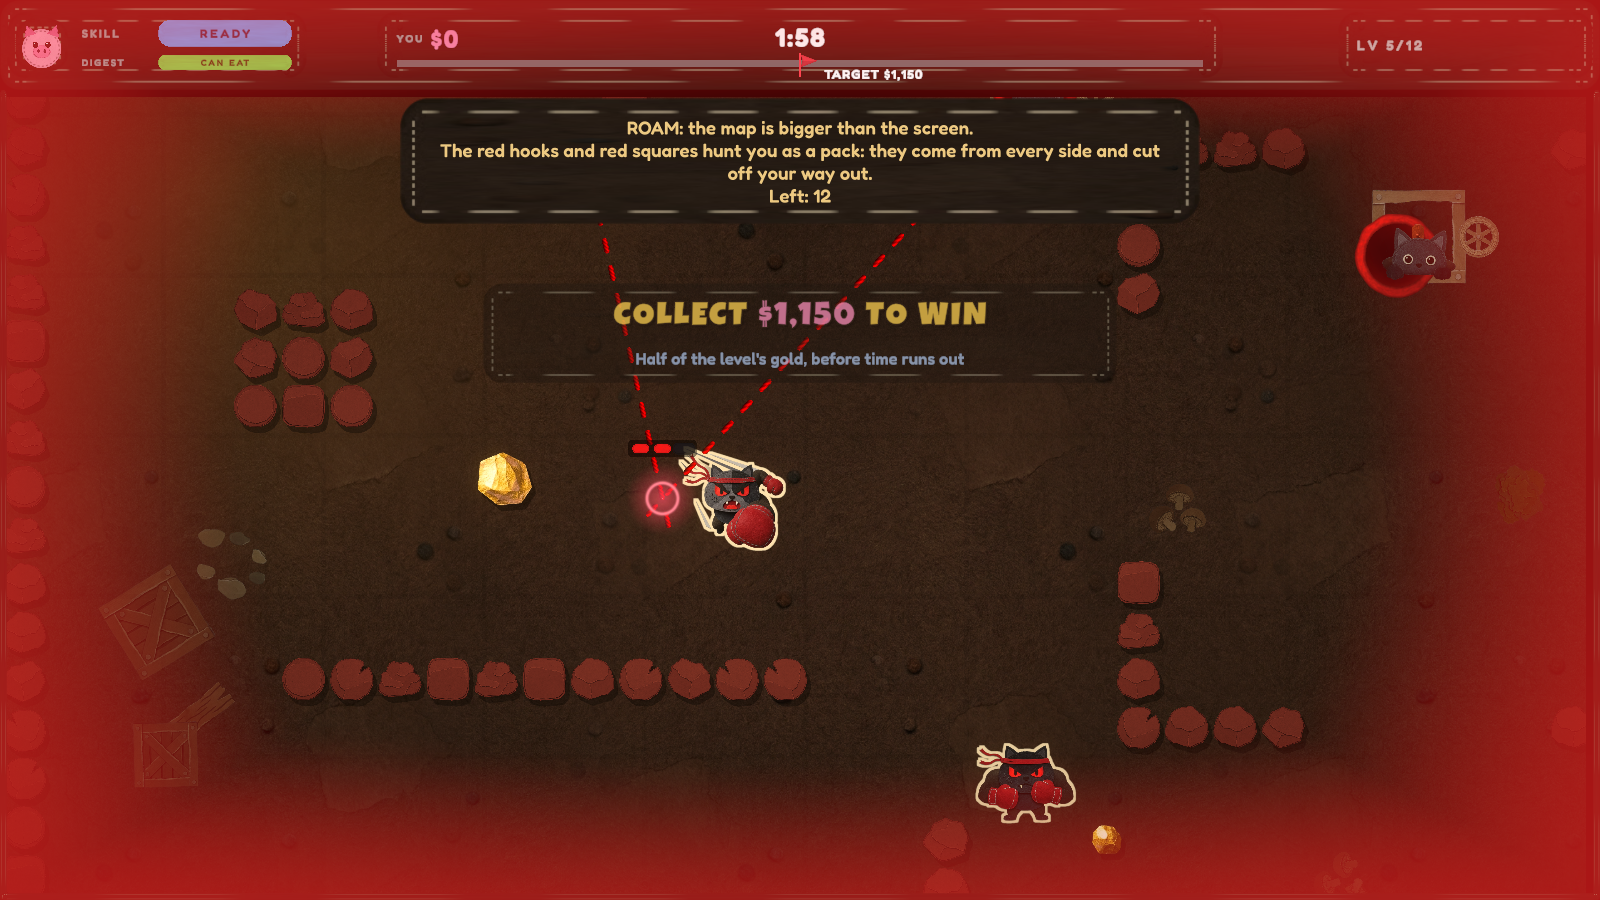 SKILL
READY
DIGEST
CAN EAT
YOU $0
1:58
TARGET $1,150
LV 5/12
ROAM: the map is bigger than the screen.
The red hooks and red squares hunt you as a pack: they come from every side and cut
off your way out.
Left: 12
COLLECT $1,150 TO WIN
Half of the level's gold, before time runs out